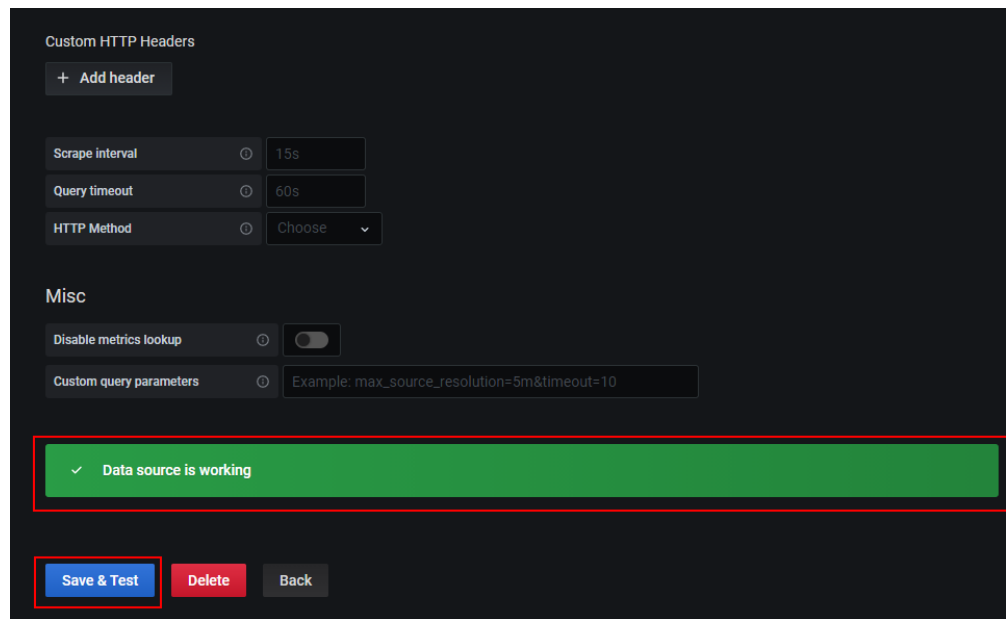 Custom HTTP Headers
+ Add header
Scrape interval 15s
Query timeout 60s
HTTP Method Choose
Misc
Disable metrics lookup
Custom query parameters Example: max_source_resolution=5m&timeout=10
Data source is working
Save & Test Delete Back